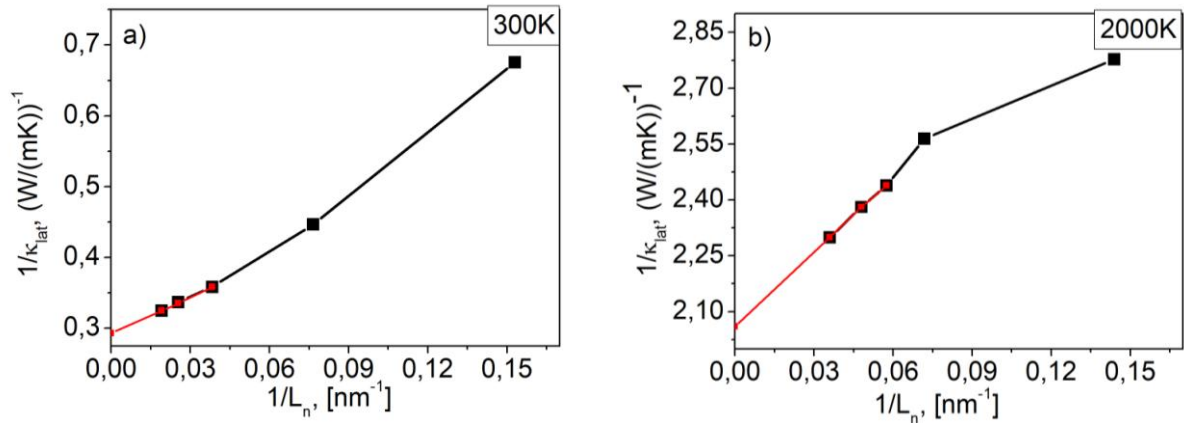 a)
300K
0,7
0,6
0,5
0,4
0,3
1/κlat, (W/(mK))-1
0,00 0,03 0,06 0,09 0,12 0,15
1/Ln, [nm-1]
b)
2000K
2,85
2,70
2,55
2,40
2,25
2,10
1/κlat, (W/(mK))-1
0,00 0,03 0,06 0,09 0,12 0,15
1/Ln, [nm-1]